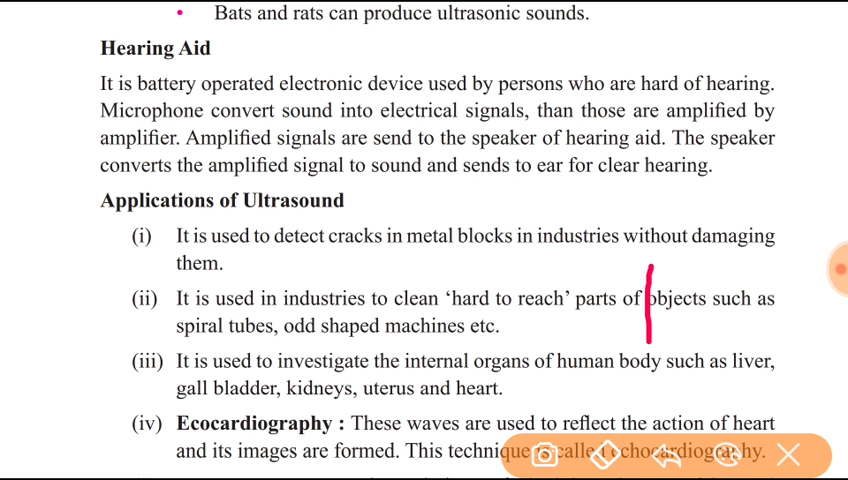 • Bats and rats can produce ultrasonic sounds.
Hearing Aid
It is battery operated electronic device used by persons who are hard of hearing.
Microphone convert sound into electrical signals, than those are amplified by
amplifier. Amplified signals are send to the speaker of hearing aid. The speaker
converts the amplified signal to sound and sends to ear for clear hearing.
Applications of Ultrasound
(i) It is used to detect cracks in metal blocks in industries without damaging
them.
(ii) It is used in industries to clean ‘hard to reach’ parts of objects such as
spiral tubes, odd shaped machines etc.
(iii) It is used to investigate the internal organs of human body such as liver,
gall bladder, kidneys, uterus and heart.
(iv) Ecocardiography : These waves are used to reflect the action of heart
and its images are formed. This technique is called echocardiography.